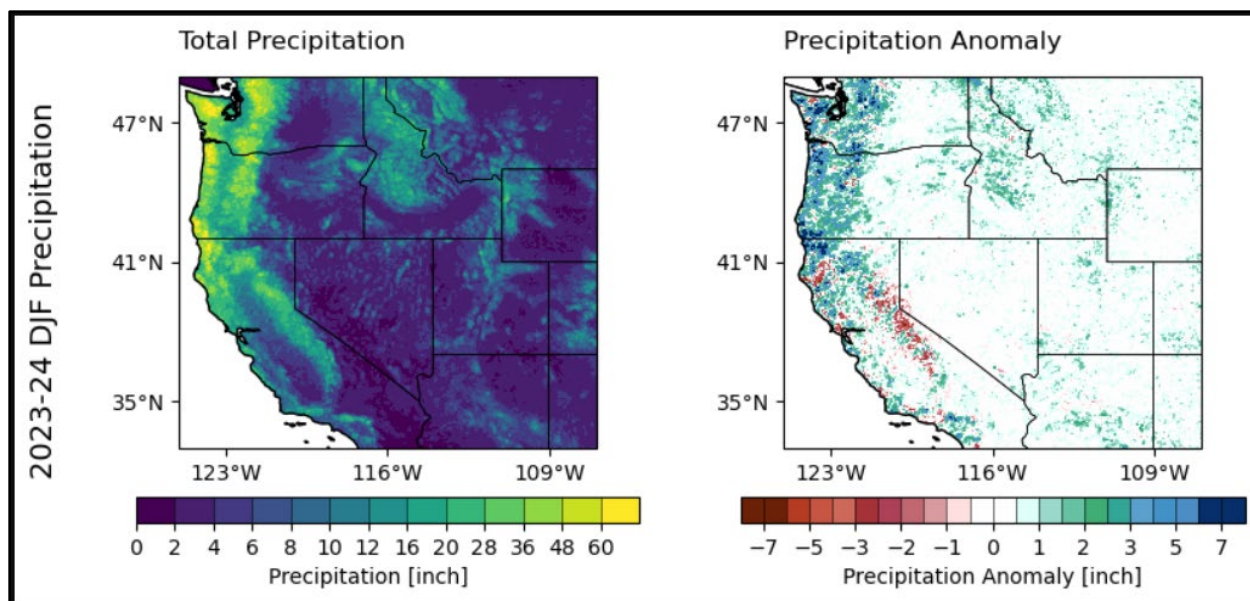 2023-24 DJF Precipitation
Total Precipitation
47°N
41°N
35°N
123°W 116°W 109°W
0 2 4 6 8 10 12 16 20 28 36 48 60
Precipitation [inch]
Precipitation Anomaly
47°N
41°N
35°N
123°W 116°W 109°W
−7 −5 −3 −2 −1 0 1 2 3 5 7
Precipitation Anomaly [inch]